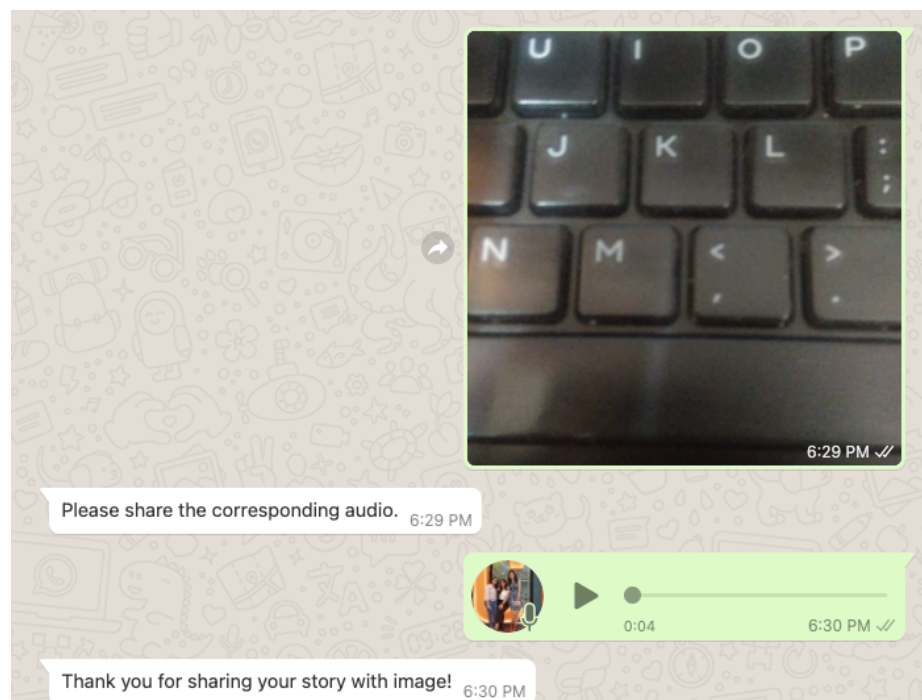 U I O P
J K L :
;
N M < >
, .
6:29 PM
Please share the corresponding audio. 6:29 PM
0:04 6:30 PM
Thank you for sharing your story with image! 6:30 PM